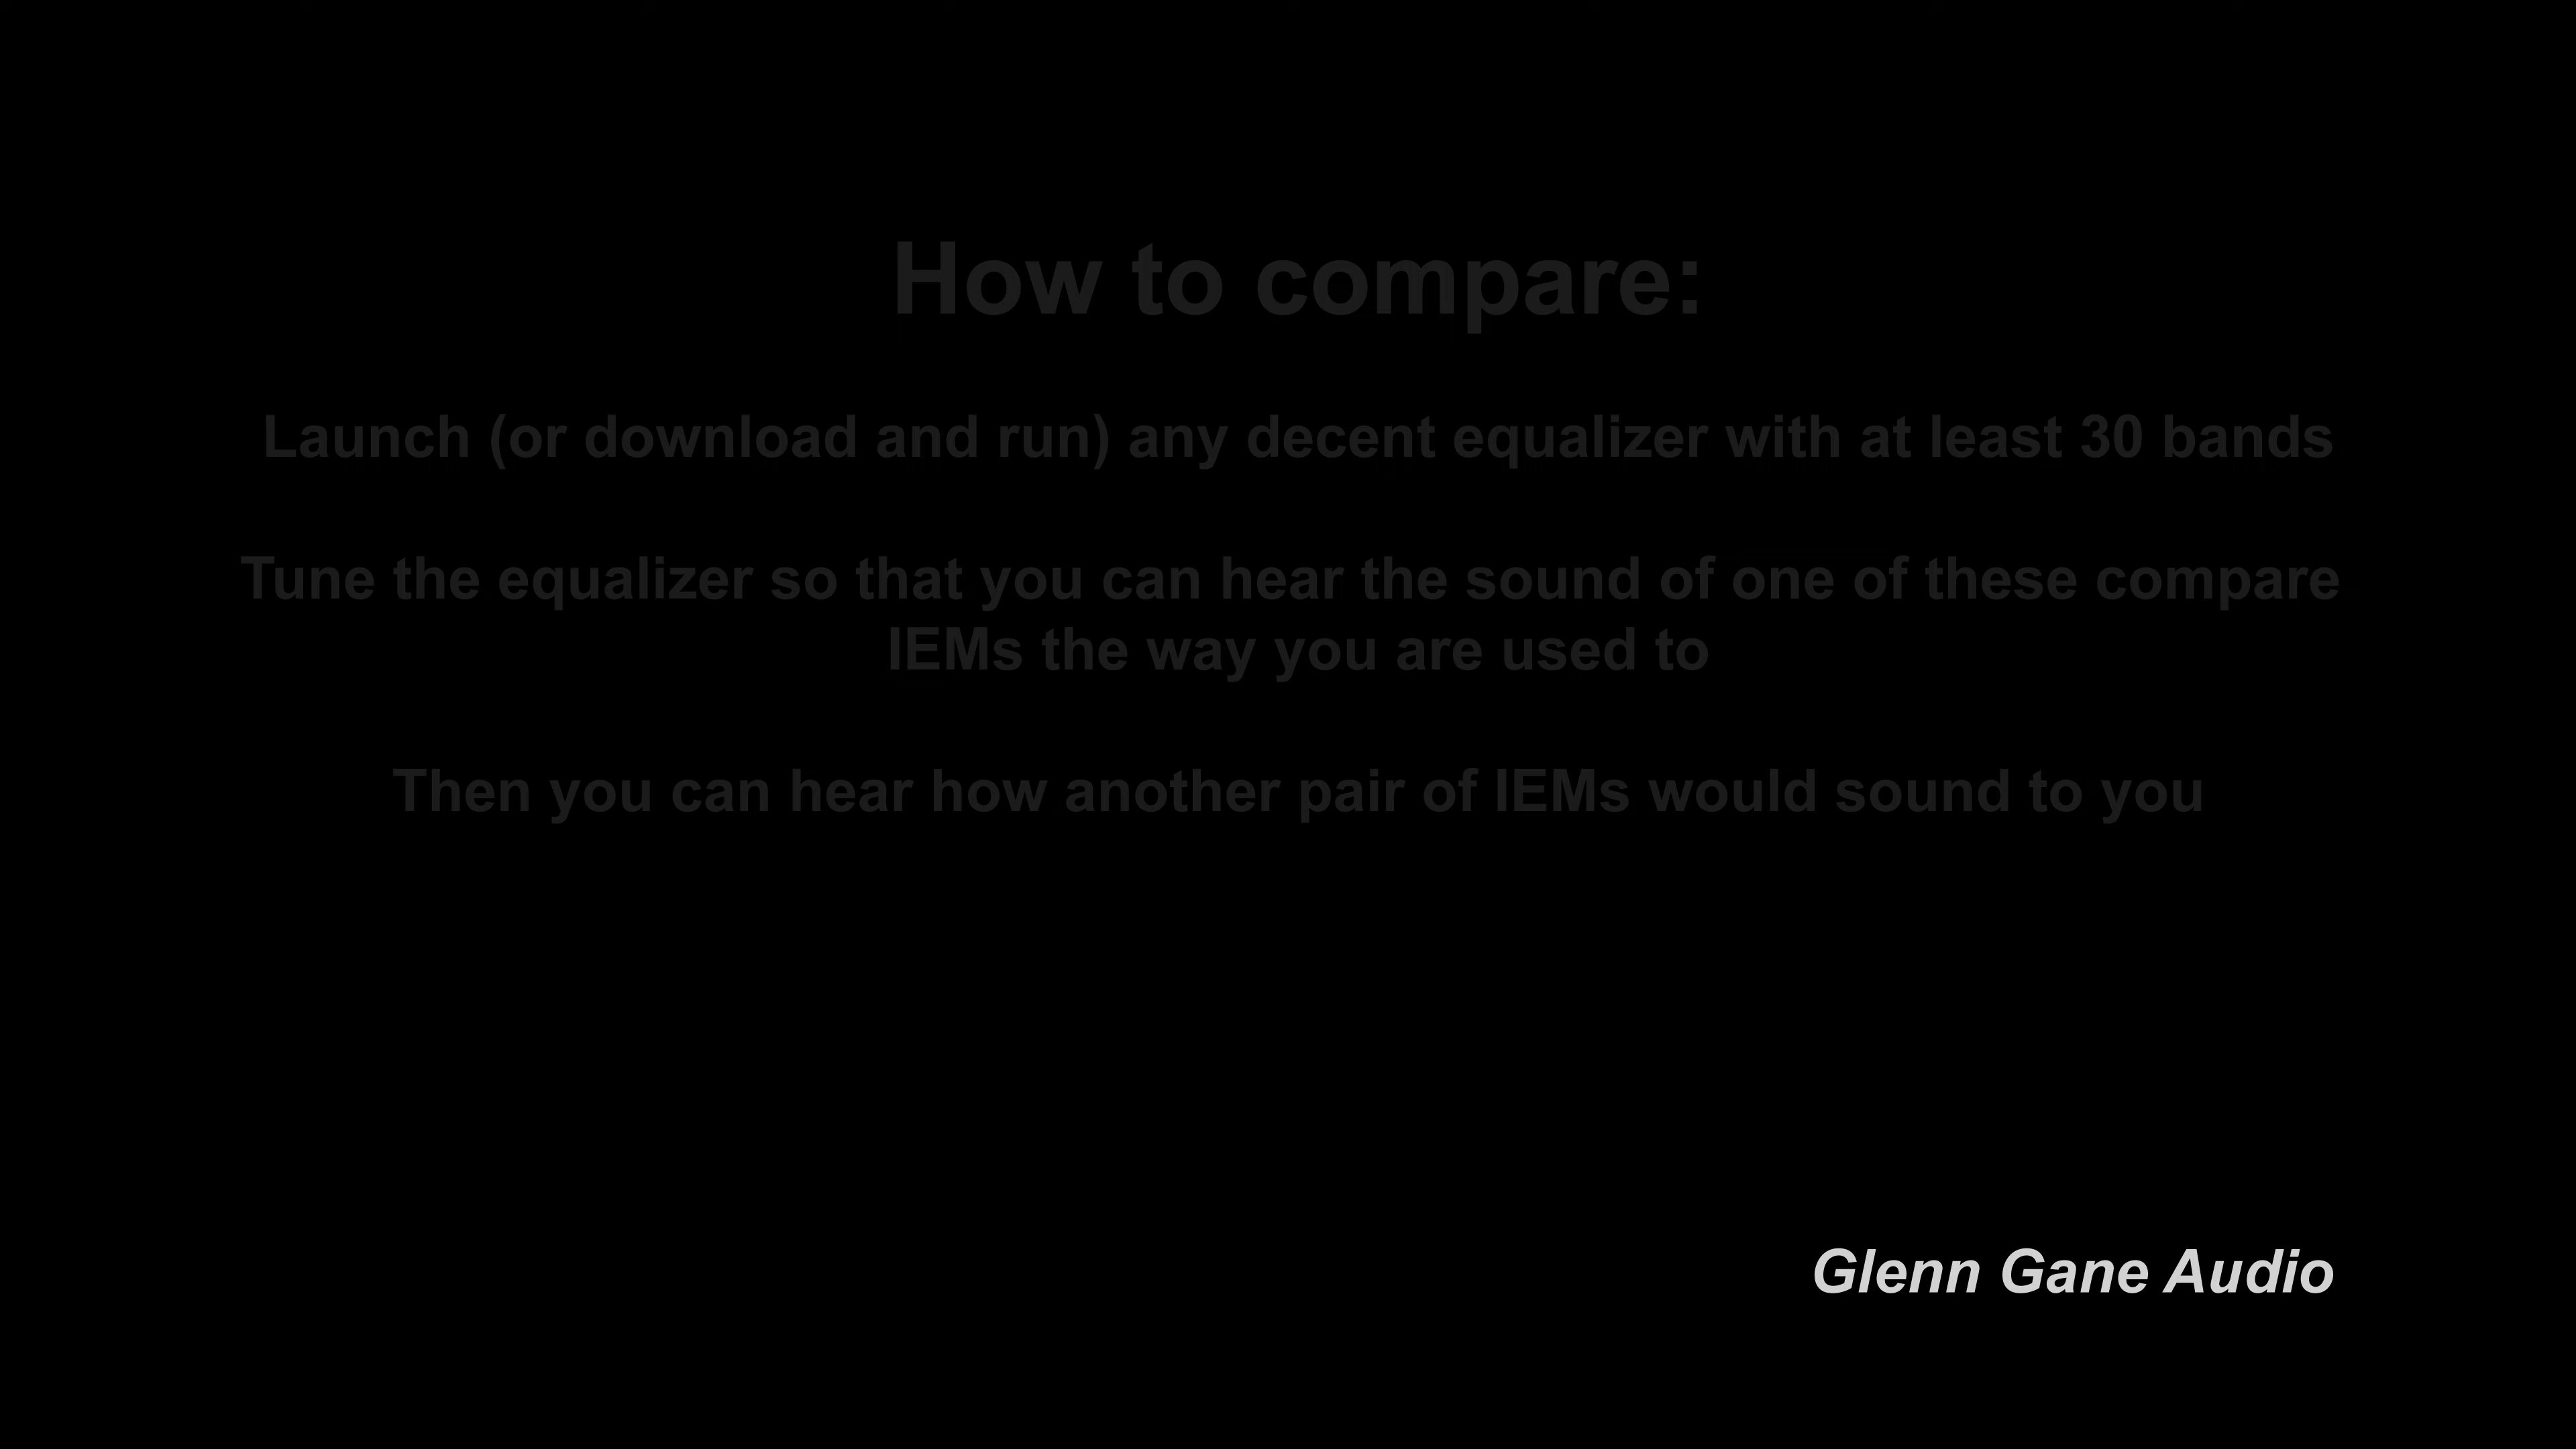 How to compare:
Launch (or download and run) any decent equalizer with at least 30 bands
Tune the equalizer so that you can hear the sound of one of these compare
IEMs the way you are used to
Then you can hear how another pair of IEMs would sound to you
Glenn Gane Audio